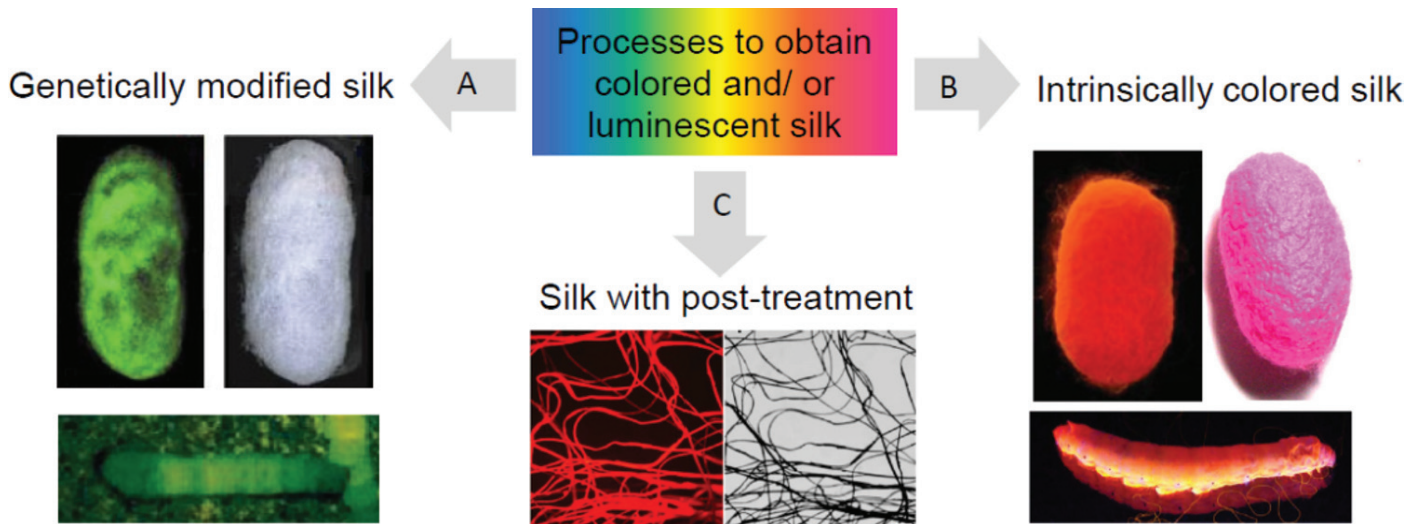 Processes to obtain
colored and/ or
luminescent silk
A
B
Genetically modified silk
Intrinsically colored silk
C
Silk with post-treatment